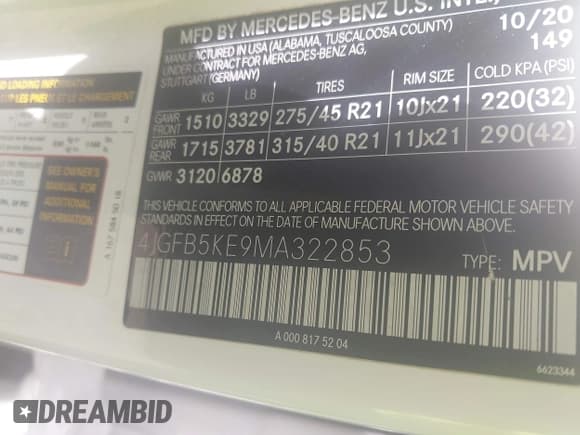 MFD BY MERCEDES-BENZ U.S. INTL.,
MANUFACTURED IN USA (ALABAMA, TUSCALOOSA COUNTY)
UNDER CONTRACT FOR MERCEDES-BENZ AG,
STUTTGART (GERMANY)
10/20
149
KG LB TIRES RIM SIZE COLD KPA (PSI)
GAWR FRONT 1510 3329 275/45 R21 10Jx21 220(32)
GAWR REAR 1715 3781 315/40 R21 11Jx21 290(42)
GVWR 3120 6878
THIS VEHICLE CONFORMS TO ALL APPLICABLE FEDERAL MOTOR VEHICLE SAFETY
STANDARDS IN EFFECT ON THE DATE OF MANUFACTURE SHOWN ABOVE.
4JGFB5KE9MA322853
TYPE: MPV
A 000 817 52 04
6623344
LOADING INFORMATION
SEE OWNER'S
MANUAL FOR
ADDITIONAL
INFORMATION
DREAMBID